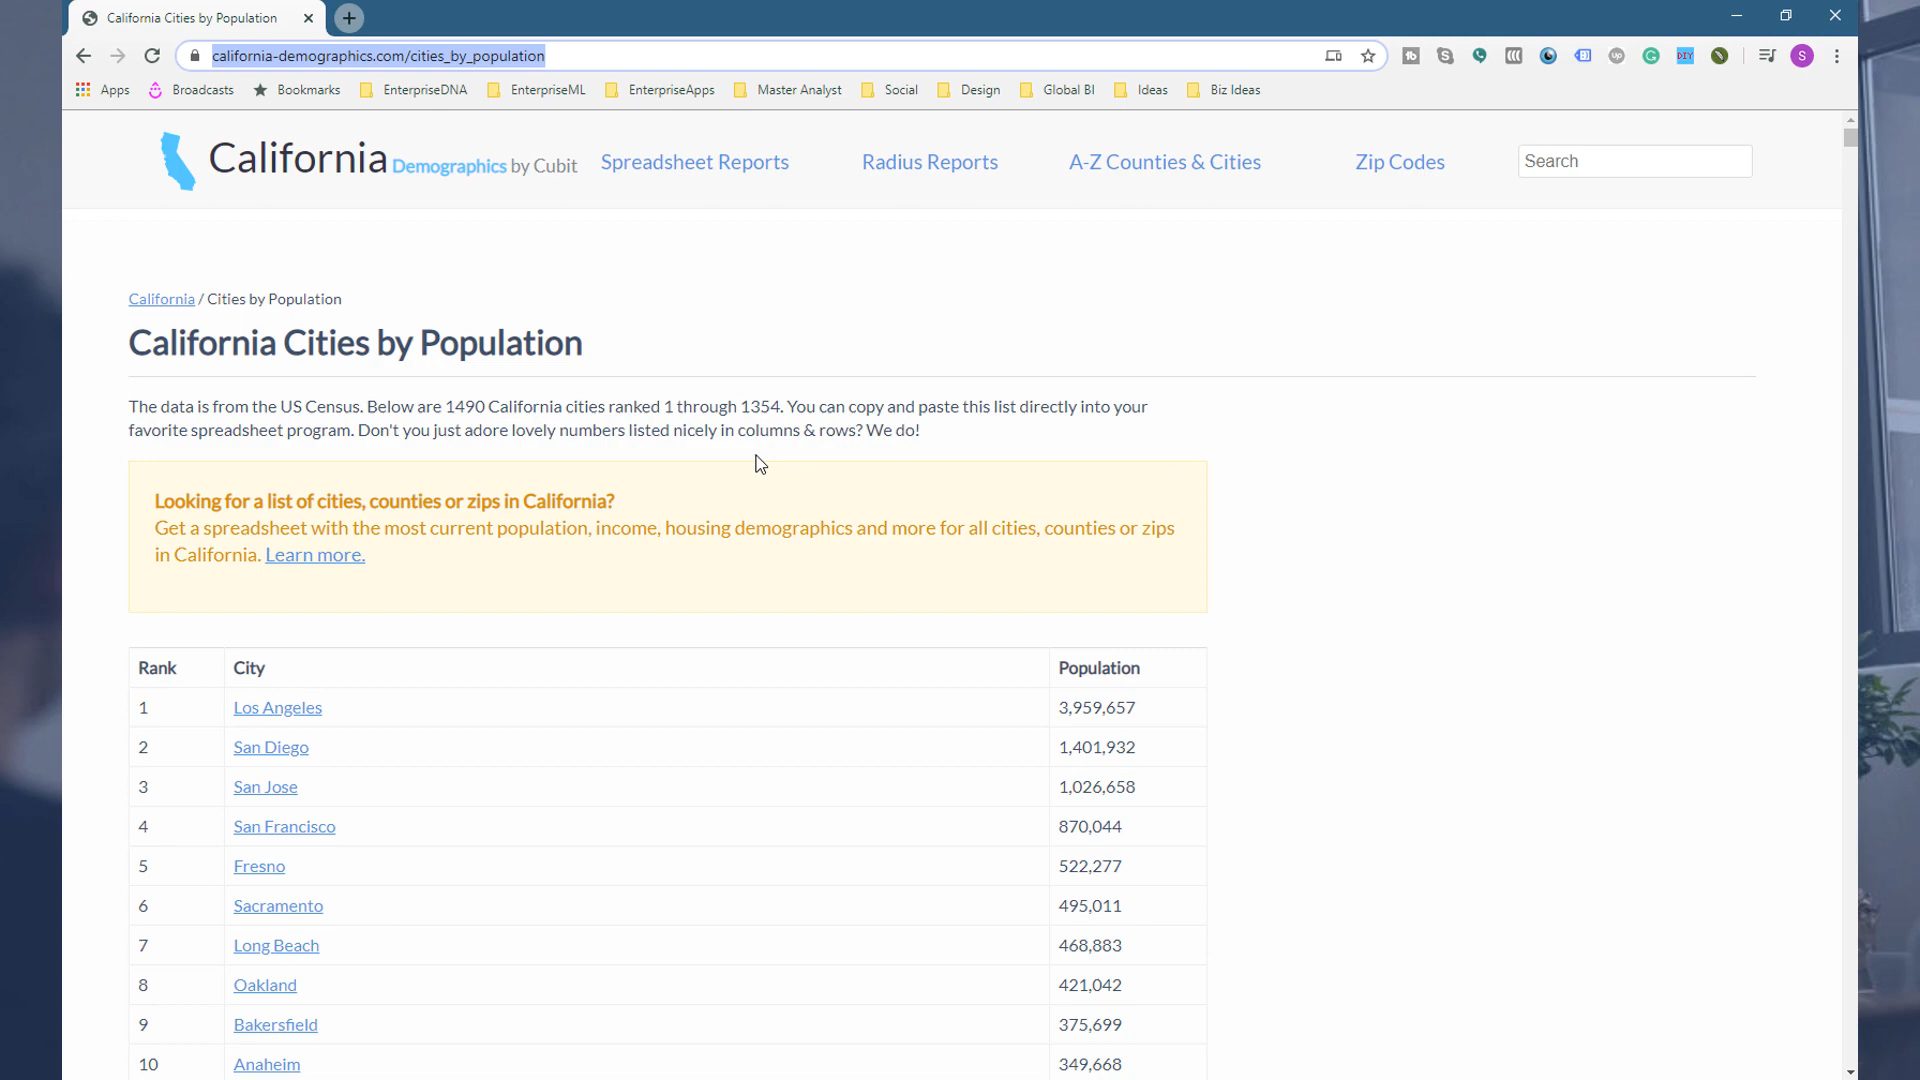 California Cities by Population
california-demographics.com/cities_by_population
Apps Broadcasts Bookmarks EnterpriseDNA EnterpriseML EnterpriseApps Master Analyst Social Design Global BI Ideas Biz Ideas
California Demographics by Cubit Spreadsheet Reports Radius Reports A-Z Counties & Cities Zip Codes Search
California / Cities by Population
California Cities by Population
The data is from the US Census. Below are 1490 California cities ranked 1 through 1354. You can copy and paste this list directly into your
favorite spreadsheet program. Don't you just adore lovely numbers listed nicely in columns & rows? We do!
Looking for a list of cities, counties or zips in California?
Get a spreadsheet with the most current population, income, housing demographics and more for all cities, counties or zips
in California. Learn more.
Rank City Population
1 Los Angeles 3,959,657
2 San Diego 1,401,932
3 San Jose 1,026,658
4 San Francisco 870,044
5 Fresno 522,277
6 Sacramento 495,011
7 Long Beach 468,883
8 Oakland 421,042
9 Bakersfield 375,699
10 Anaheim 349,668